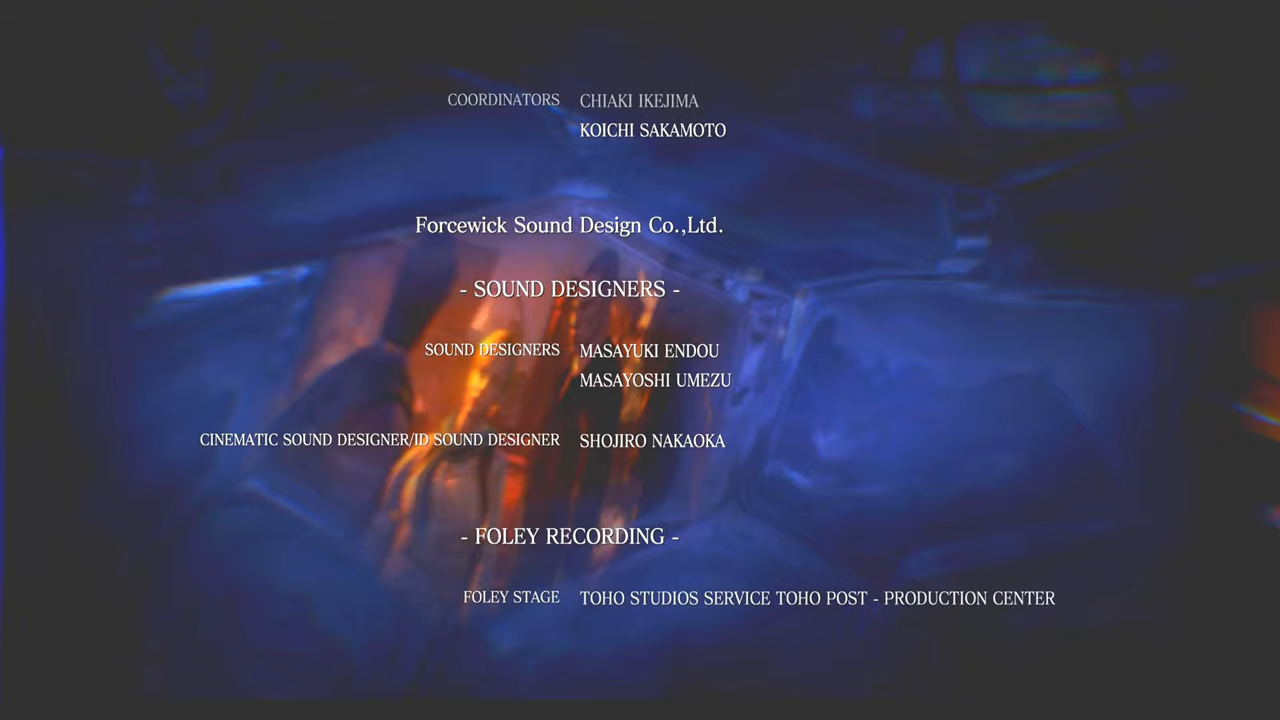 COORDINATORS CHIAKI IKEJIMA
KOICHI SAKAMOTO
Forcewick Sound Design Co.,Ltd.
- SOUND DESIGNERS -
SOUND DESIGNERS MASAYUKI ENDOU
MASAYOSHI UMEZU
CINEMATIC SOUND DESIGNER/ID SOUND DESIGNER SHOJIRO NAKAOKA
- FOLEY RECORDING -
FOLEY STAGE TOHO STUDIOS SERVICE TOHO POST - PRODUCTION CENTER